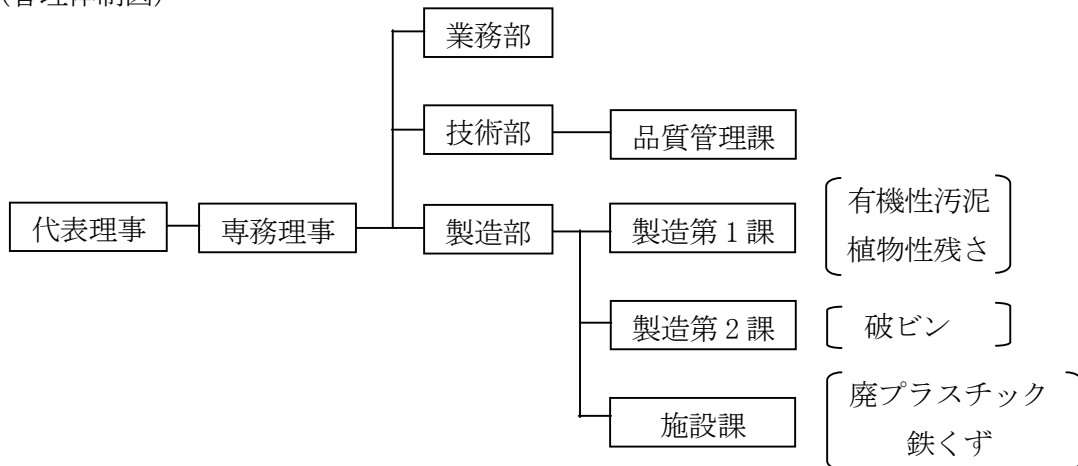 (管理体制図)
業務部
技術部
品質管理課
代表理事
専務理事
製造部
製造第1課
有機性汚泥
植物性残さ
製造第2課
破ビン
施設課
廃プラスチック
鉄くず